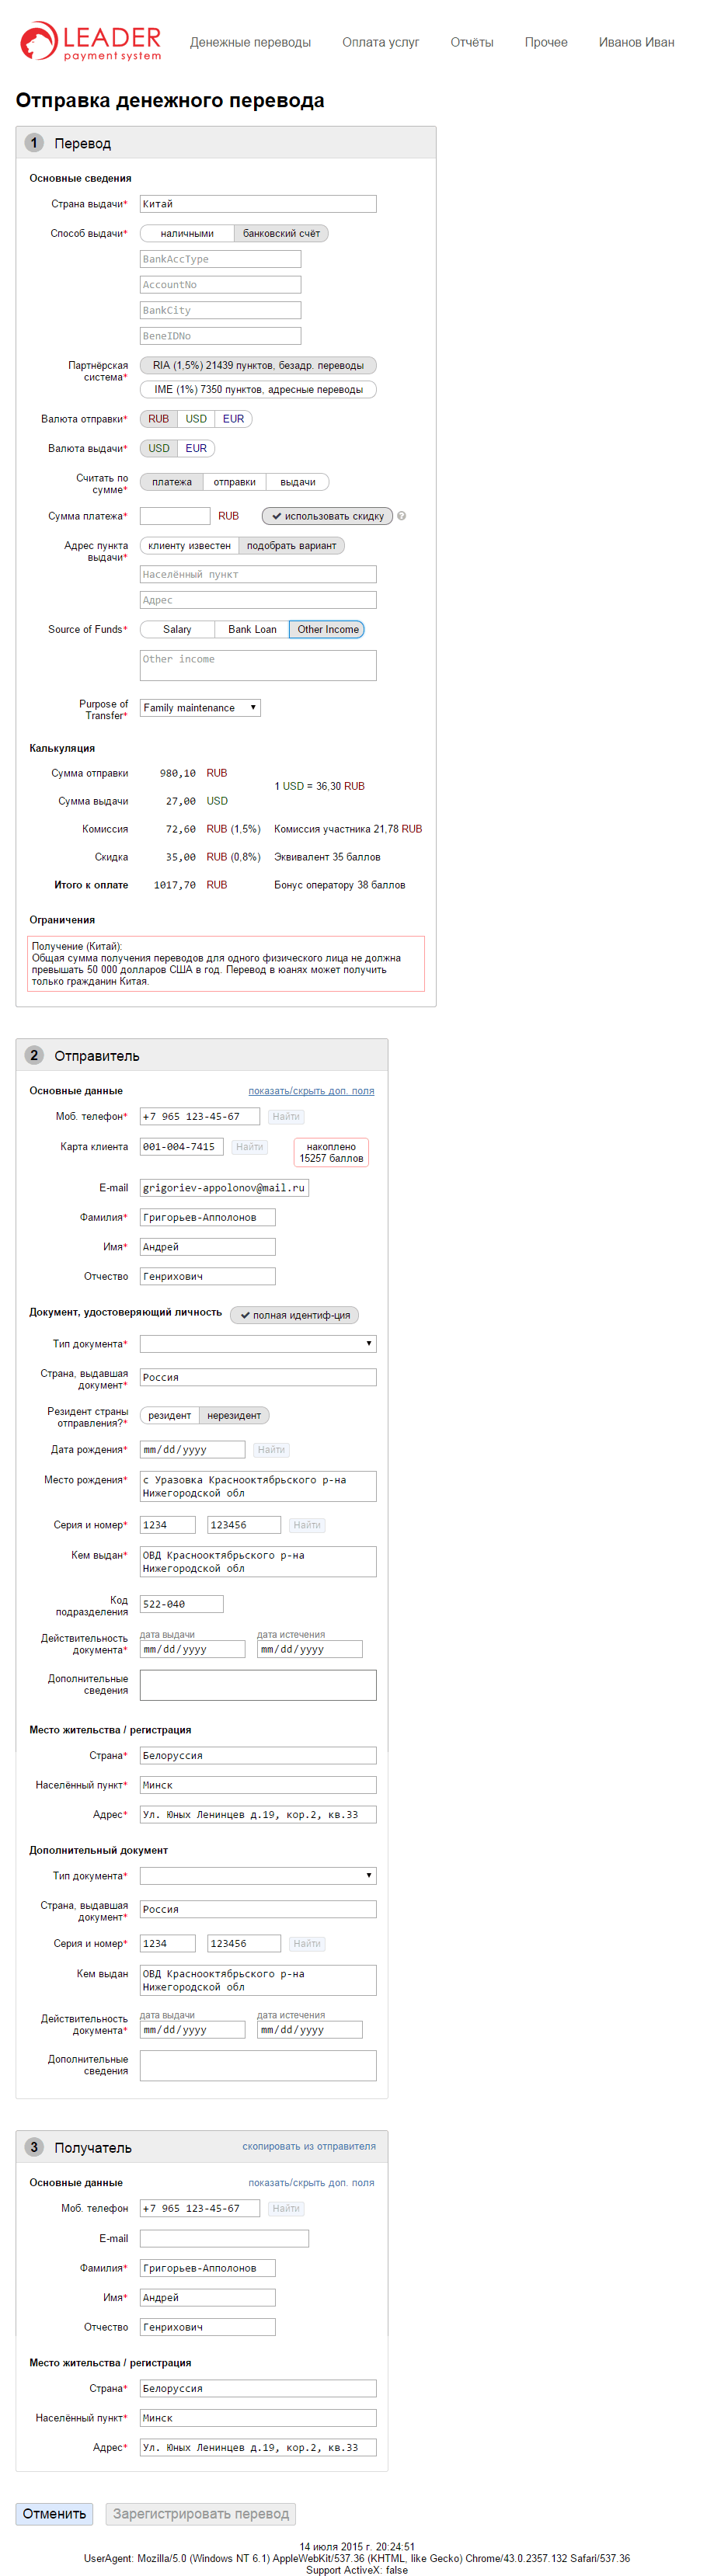 LEADER
payment system
Денежные переводы Оплата услуг Отчёты Прочее Иванов Иван
Отправка денежного перевода
1 Перевод
Основные сведения
Страна выдачи* Китай
Способ выдачи* наличными банковский счёт
BankAccType
AccountNo
BankCity
BeneIDNo
Партнёрская
система*
RIA (1,5%) 21439 пунктов, безадр. переводы
IME (1%) 7350 пунктов, адресные переводы
Валюта отправки* RUB USD EUR
Валюта выдачи* USD EUR
Считать по
сумме*
платежа отправки выдачи
Сумма платежа* RUB ✔ использовать скидку ?
Адрес пункта
выдачи*
клиенту известен подобрать вариант
Населённый пункт
Адрес
Source of Funds* Salary Bank Loan Other Income
Other income
Purpose of
Transfer*
Family maintenance ▼
Калькуляция
Сумма отправки 980,10 RUB
1 USD = 36,30 RUB
Сумма выдачи 27,00 USD
Комиссия 72,60 RUB (1,5%) Комиссия участника 21,78 RUB
Скидка 35,00 RUB (0,8%) Эквивалент 35 баллов
Итого к оплате 1017,70 RUB Бонус оператору 38 баллов
Ограничения
Получение (Китай):
Общая сумма получения переводов для одного физического лица не должна
превышать 50 000 долларов США в год. Перевод в юанях может получить
только гражданин Китая.
2 Отправитель
Основные данные показать/скрыть доп. поля
Моб. телефон* +7 965 123-45-67 Найти
Карта клиента 001-004-7415 Найти
накоплено
15257 баллов
E-mail grigoriev-appolonov@mail.ru
Фамилия* Григорьев-Апполонов
Имя* Андрей
Отчество Генрихович
Документ, удостоверяющий личность ✔ полная идентиф-ция
Тип документа* ▼
Страна, выдавшая
документ*
Россия
Резидент страны
отправления?*
резидент нерезидент
Дата рождения* mm/dd/yyyy Найти
Место рождения* с Уразовка Краснооктябрьского р-на
Нижегородской обл
Серия и номер* 1234 123456 Найти
Кем выдан* ОВД Краснооктябрьского р-на
Нижегородской обл
Код
подразделения
522-040
Действительность
документа*
дата выдачи дата истечения
mm/dd/yyyy mm/dd/yyyy
Дополнительные
сведения
Место жительства / регистрация
Страна* Белоруссия
Населённый пункт* Минск
Адрес* Ул. Юных Ленинцев д.19, кор.2, кв.33
Дополнительный документ
Тип документа* ▼
Страна, выдавшая
документ*
Россия
Серия и номер* 1234 123456 Найти
Кем выдан ОВД Краснооктябрьского р-на
Нижегородской обл
Действительность
документа*
дата выдачи дата истечения
mm/dd/yyyy mm/dd/yyyy
Дополнительные
сведения
3 Получатель скопировать из отправителя
Основные данные показать/скрыть доп. поля
Моб. телефон +7 965 123-45-67 Найти
E-mail
Фамилия* Григорьев-Апполонов
Имя* Андрей
Отчество Генрихович
Место жительства / регистрация
Страна* Белоруссия
Населённый пункт* Минск
Адрес* Ул. Юных Ленинцев д.19, кор.2, кв.33
Отменить Зарегистрировать перевод
14 июля 2015 г. 20:24:51
UserAgent: Mozilla/5.0 (Windows NT 6.1) AppleWebKit/537.36 (KHTML, like Gecko) Chrome/43.0.2357.132 Safari/537.36
Support ActiveX: false